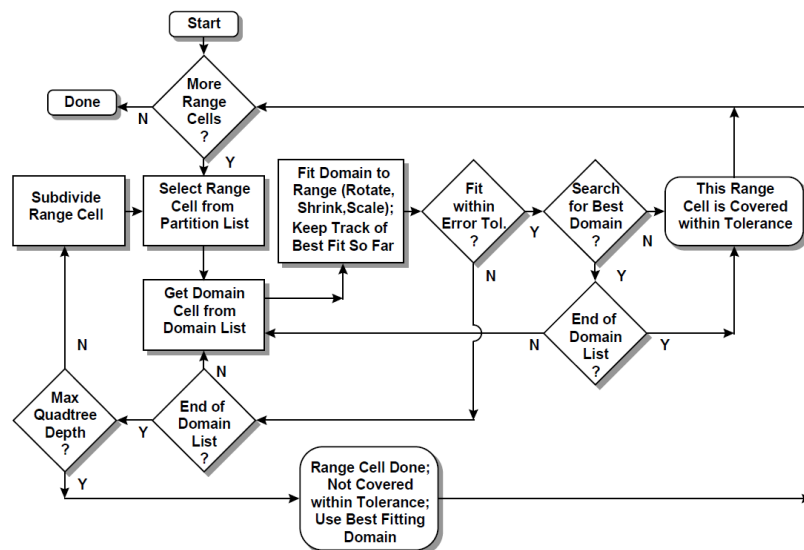 Start
More
Range
Cells
?
Done
N
Y
Subdivide
Range Cell
Select Range
Cell from
Partition List
Fit Domain to
Range (Rotate,
Shrink,Scale);
Keep Track of
Best Fit So Far
Fit
within
Error Tol.
?
Y
N
Search
for Best
Domain
?
N
Y
This Range
Cell is Covered
within Tolerance
Get Domain
Cell from
Domain List
End of
Domain
List
?
N
Y
N
Max
Quadtree
Depth
?
Y
N
End of
Domain
List
?
Y
Range Cell Done;
Not Covered
within Tolerance;
Use Best Fitting
Domain